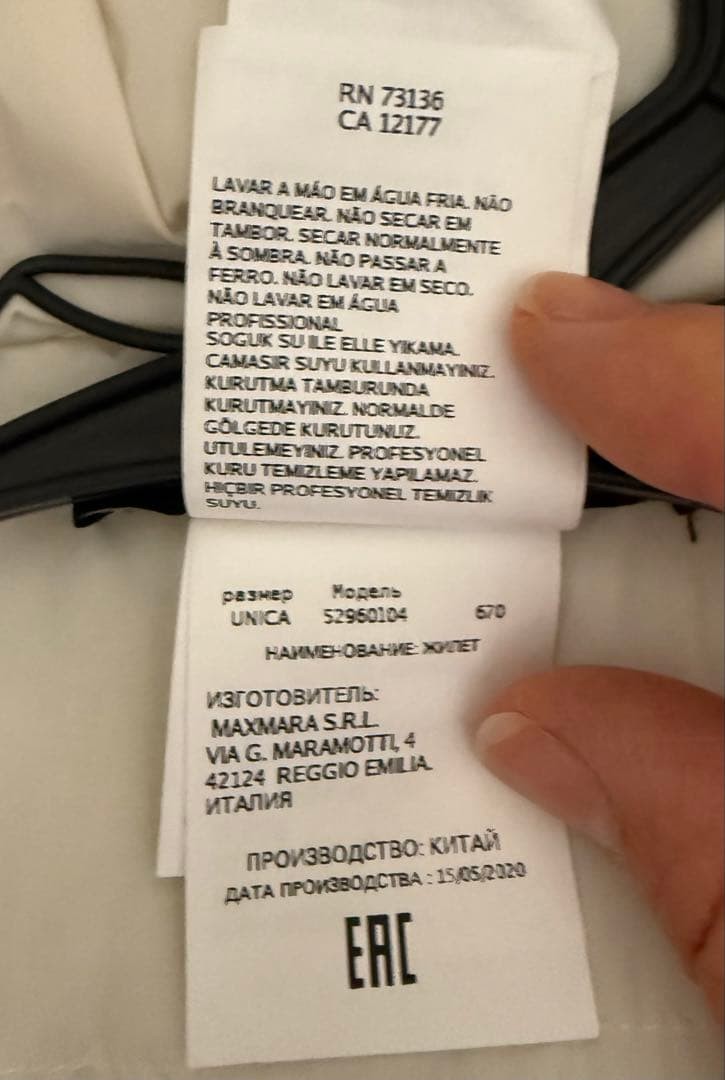 RN 73136
CA 12177
LAVAR A MÁO EM ÁGUA FRIA. NÃO
BRANQUEAR. NÃO SECAR EM
TAMBOR. SECAR NORMALMENTE
À SOMBRA. NÃO PASSAR A
FERRO. NÃO LAVAR EM SECO.
NÃO LAVAR EM ÁGUA
PROFISSIONAL
SOGUK SU ILE ELLE YIKAMA.
CAMASIR SUYU KULLANMAYINIZ.
KURUTMA TAMBURUNDA
KURUTMAYINIZ. NORMALDE
GÖLGEDE KURUTUNUZ.
UTULEMEYINIZ. PROFESYONEL
KURU TEMIZLEME YAPILAMAZ.
HIÇBIR PROFESYONEL TEMIZLIK
SUYU.
размер Модель
UNICA 52960104 670
НАИМЕНОВАНИЕ: ЖИЛЕТ
ИЗГОТОВИТЕЛЬ:
MAXMARA S.R.L.
VIA G. MARAMOTTI, 4
42124 REGGIO EMILIA
ИТАЛИЯ
ПРОИЗВОДСТВО: КИТАЙ
ДАТА ПРОИЗВОДСТВА : 15/05/2020
EAC